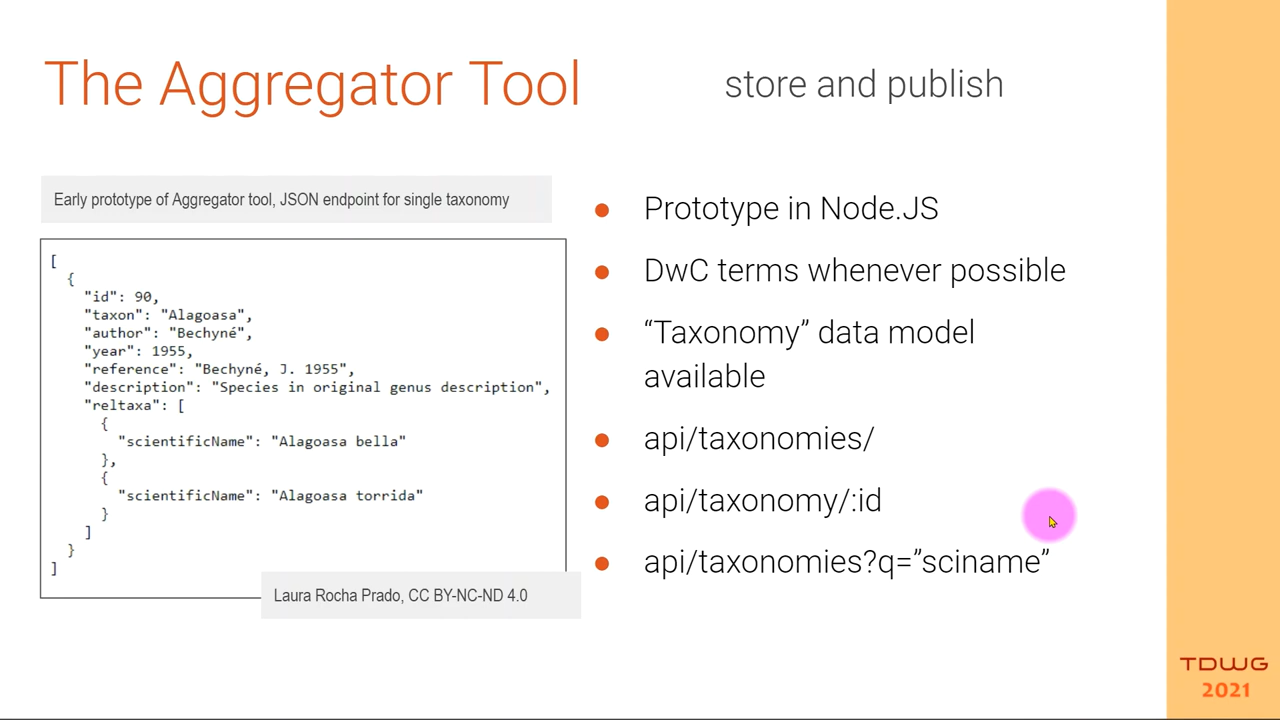 The Aggregator Tool
store and publish
Early prototype of Aggregator tool, JSON endpoint for single taxonomy
[
{
"id": 90,
"taxon": "Alagoasa",
"author": "Bechyné",
"year": 1955,
"reference": "Bechyné, J. 1955",
"description": "Species in original genus description",
"reltaxa": [
{
"scientificName": "Alagoasa bella"
},
{
"scientificName": "Alagoasa torrida"
}
]
}
]
Laura Rocha Prado, CC BY-NC-ND 4.0
● Prototype in Node.JS
● DwC terms whenever possible
● “Taxonomy” data model
available
● api/taxonomies/
● api/taxonomy/:id
● api/taxonomies?q=”sciname”
TDWG
2021